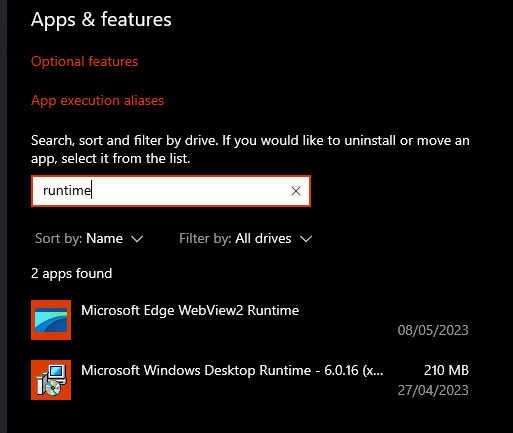 Apps & features
Optional features
App execution aliases
Search, sort and filter by drive. If you would like to uninstall or move an
app, select it from the list.
runtime
Sort by: Name Filter by: All drives
2 apps found
Microsoft Edge WebView2 Runtime
08/05/2023
Microsoft Windows Desktop Runtime - 6.0.16 (x... 210 MB
27/04/2023